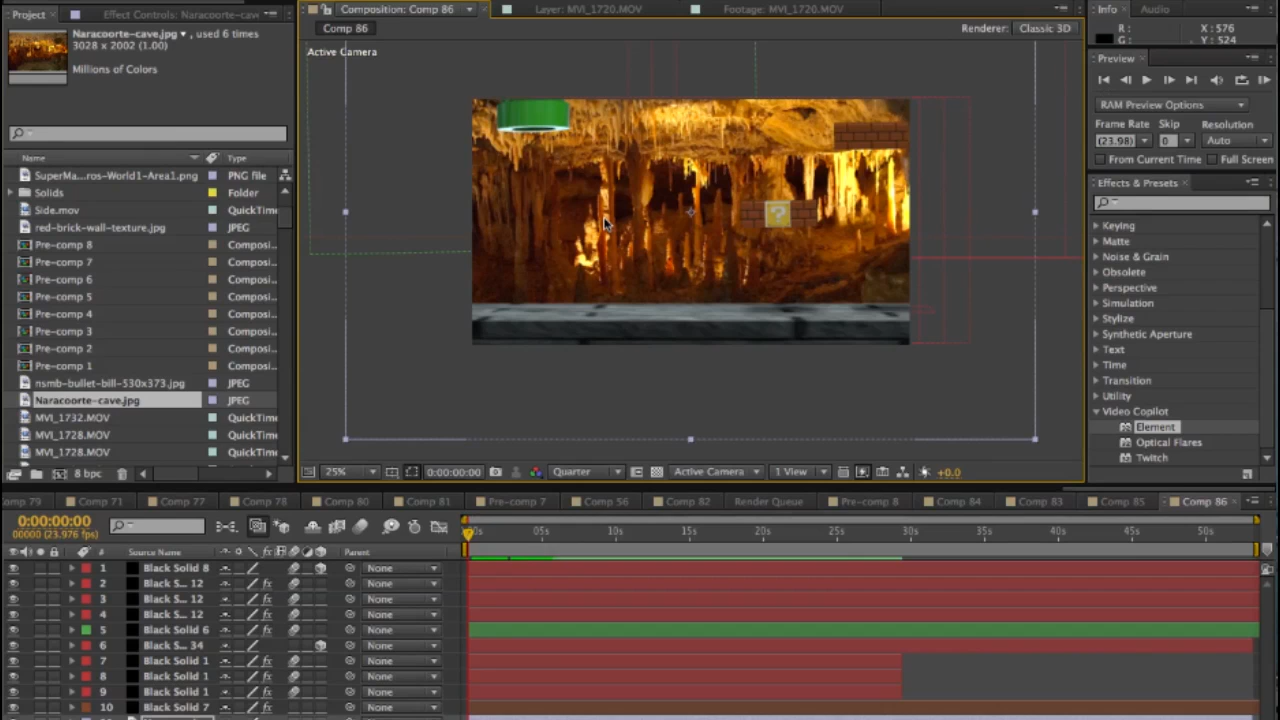 Project
Effect Controls: Naracoorte-cave.j
Composition: Comp 86
Layer: MVI_1720.MOV
Footage: MVI_1720.MOV
Info
Audio
Naracoorte-cave.jpg, used 6 times
3028 x 2002 (1.00)
Millions of Colors
Comp 86
Renderer:
Classic 3D
R:
G:
X: 576
Y: 524
Active Camera
Preview
RAM Preview Options
Frame Rate
Skip
Resolution
(23.98)
0
Auto
From Current Time
Full Screen
Effects & Presets
Name
Type
SuperMa...ros-World1-Area1.png
PNG file
Solids
Folder
Side.mov
QuickTim
red-brick-wall-texture.jpg
JPEG
Pre-comp 8
Composi..
Pre-comp 7
Composi..
Pre-comp 6
Composi..
Pre-comp 5
Composi..
Pre-comp 4
Composi..
Pre-comp 3
Composi..
Pre-comp 2
Composi..
Pre-comp 1
Composi..
nsmb-bullet-bill-530x373.jpg
JPEG
Naracoorte-cave.jpg
JPEG
MVI_1732.MOV
QuickTim
MVI_1728.MOV
QuickTim
MVI_1728.MOV
QuickTim
8 bpc
?
Keying
Matte
Noise & Grain
Obsolete
Perspective
Simulation
Stylize
Synthetic Aperture
Text
Time
Transition
Utility
Video Copilot
Element
Optical Flares
Twitch
25%
0:00:00:00
Quarter
Active Camera
1 View
+0.0
omp 79
Comp 71
Comp 77
Comp 78
Comp 80
Comp 81
Pre-comp 7
Comp 56
Comp 82
Render Queue
Pre-comp 8
Comp 84
Comp 83
Comp 85
Comp 86
0:00:00:00
00000 (23.976 fps)
0s
05s
10s
15s
20s
25s
30s
35s
40s
45s
50s
#
Source Name
Parent
1
Black Solid 8
None
2
Black S... 12
None
3
Black S... 12
None
4
Black S... 12
None
5
Black Solid 6
None
6
Black S... 34
None
7
Black Solid 1
None
8
Black Solid 1
None
9
Black Solid 1
None
10
Black Solid 7
None